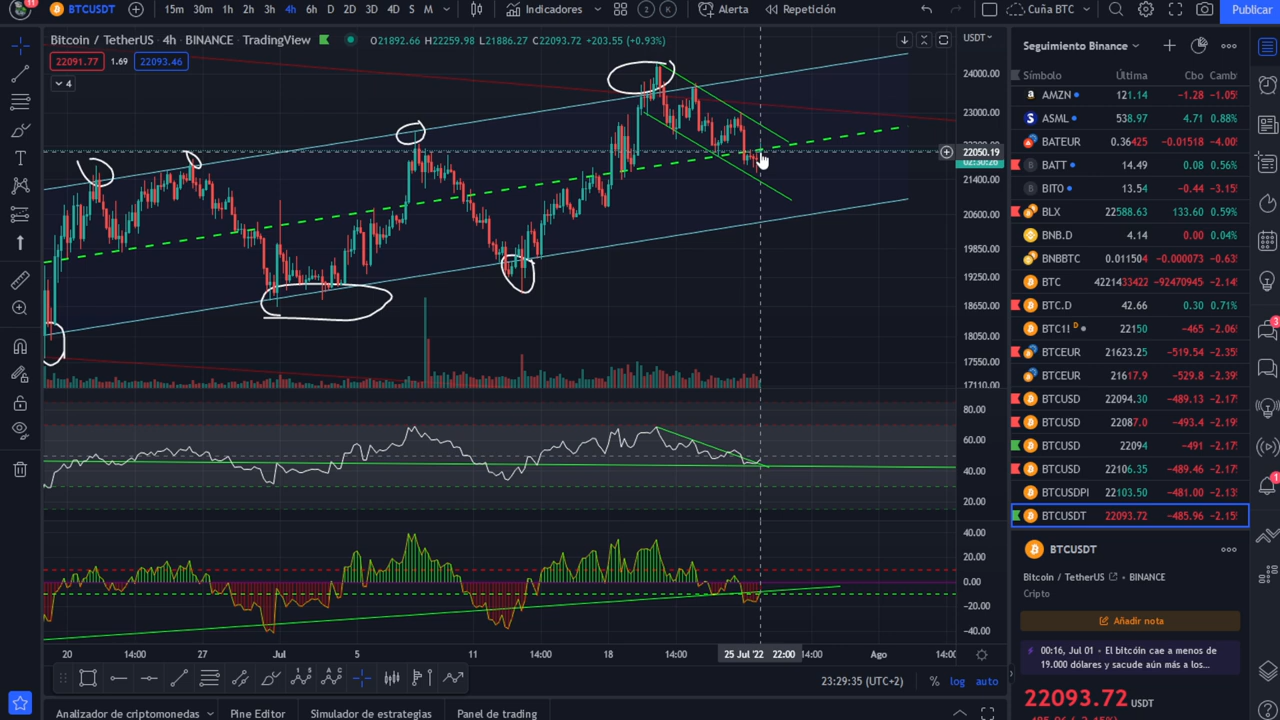 11
BTCUSDT
15m 30m 1h 2h 3h 4h 6h D 2D 3D 4D S M
Indicadores
2
1
Alerta
Repetición
Cuña BTC
Publicar
Bitcoin / TetherUS · 4h · BINANCE · TradingView
O21892.66 H22259.98 L21886.27 C22093.72 +203.55 (+0.93%)
22091.77 1.69 22093.46
4
USDT
24000.00
23000.00
22050.19
21400.00
20600.00
19850.00
19250.00
18650.00
18050.00
17550.00
17110.00
80.00
60.00
40.00
20.00
40.00
20.00
0.00
−20.00
−40.00
20 14:00 27 Jul 5 11 14:00 18 14:00 25 Jul '22 22:00 Ago 14:00
23:29:35 (UTC+2)
% log auto
Analizador de criptomonedas Pine Editor Simulador de estrategias Panel de trading
Seguimiento Binance
Símbolo Última Cbo Camb
AMZN 121.14 −1.28 −1.05
ASML 538.97 4.71 0.88%
BATEUR 0.36425 −0.01518 −4.00
BATT 14.49 0.08 0.56%
BITO 13.54 −0.44 −3.15
BLX 22588.63 133.60 0.59%
BNB.D 4.14 0.00 0.04%
BNBBTC 0.011504 −0.000073 −0.63
BTC 422143342 −92470945 −2.14
BTC.D 42.66 0.30 0.71%
BTC1! D 22150 −465 −2.06
BTCEUR 21623.25 −519.54 −2.35
BTCEUR 21617.9 −529.8 −2.39
BTCUSD 22094.30 −489.13 −2.17
BTCUSD 22087.0 −493.4 −2.19
BTCUSD 22094 −491 −2.17
BTCUSD 22106.35 −489.46 −2.17
BTCUSDPI 22103.50 −481.00 −2.13
BTCUSDT 22093.72 −485.96 −2.15
BTCUSDT
Bitcoin / TetherUS • BINANCE
Cripto
Añadir nota
00:16, Jul 01 • El bitcóin cae a menos de
19.000 dólares y sacude aún más a los...
22093.72 USDT
3
1